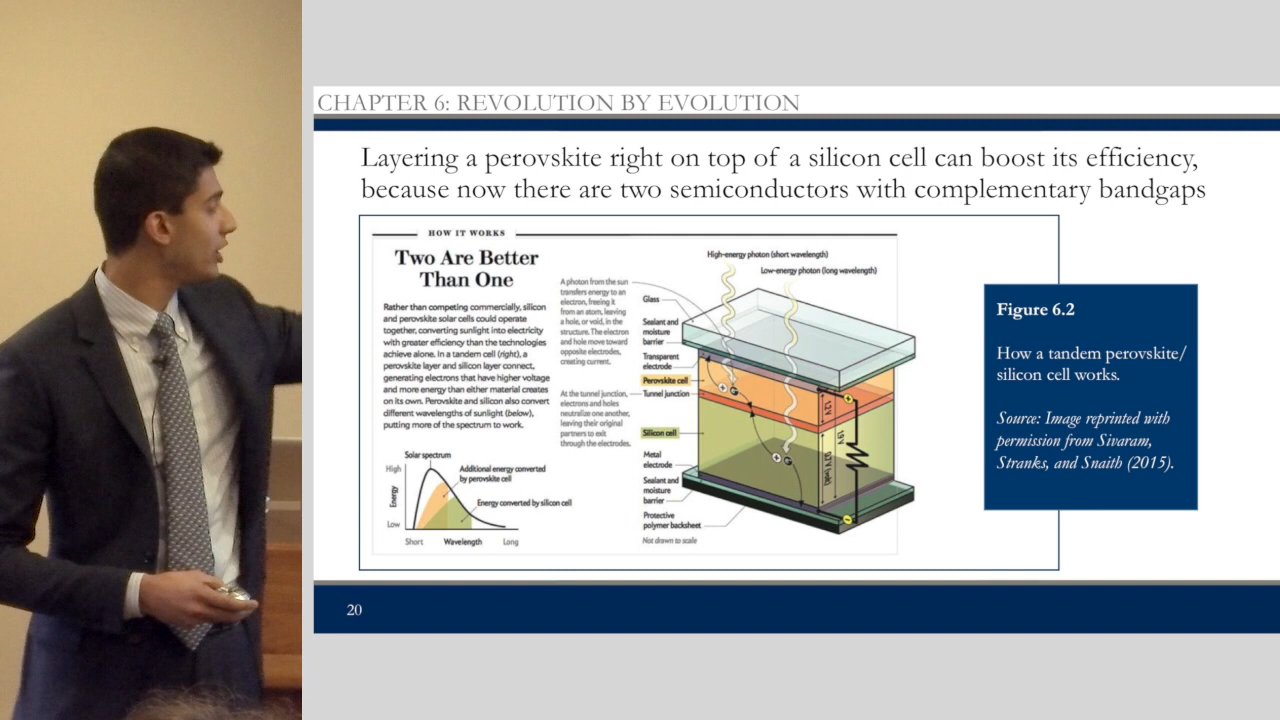 CHAPTER 6: REVOLUTION BY EVOLUTION
Layering a perovskite right on top of a silicon cell can boost its efficiency,
because now there are two semiconductors with complementary bandgaps
HOW IT WORKS
Two Are Better
Than One
Rather than competing commercially, silicon
and perovskite solar cells could operate
together, converting sunlight into electricity
with greater efficiency than the technologies
achieve alone. In a tandem cell (right), a
perovskite layer and silicon layer connect,
generating electrons that have higher voltage
and more energy than either material creates
on its own. Perovskite and silicon also convert
different wavelengths of sunlight (below),
putting more of the spectrum to work.
Solar spectrum
High
Additional energy converted
by perovskite cell
Energy
Energy converted by silicon cell
Low
Short
Wavelength
Long
A photon from the sun
transfers energy to an
electron, freeing it
from an atom, leaving
a hole, or void, in the
structure. The electron
and hole move toward
opposite electrodes,
creating current.
At the tunnel junction,
electrons and holes
neutralize one another,
leaving their original
partners to exit
through the electrodes.
High-energy photon (short wavelength)
Low-energy photon (long wavelength)
Glass
Sealant and
moisture
barrier
Transparent
electrode
Perovskite cell
Tunnel junction
Silicon cell
Metal
electrode
Sealant and
moisture
barrier
Protective
polymer backsheet
Not drawn to scale
Figure 6.2
How a tandem perovskite/
silicon cell works.
Source: Image reprinted with
permission from Sivaram,
Stranks, and Snaith (2015).
20